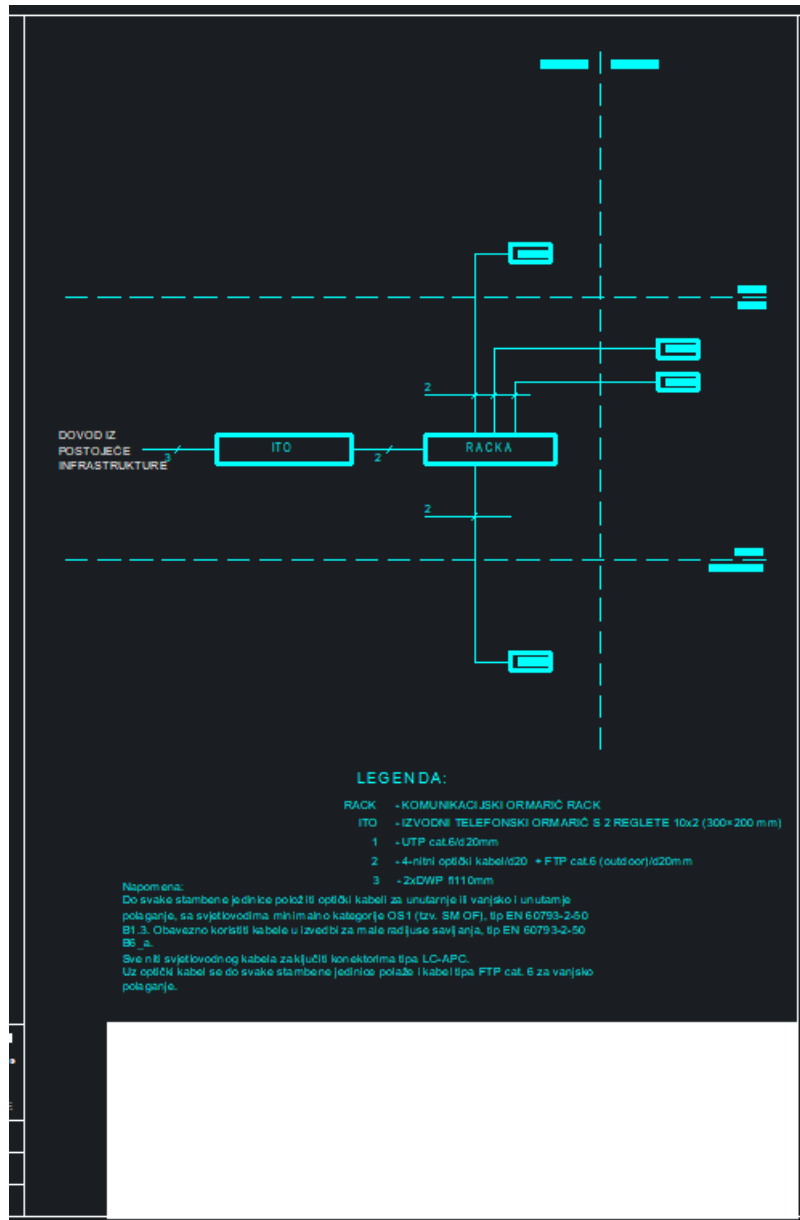 2
DOVOD IZ
POSTOJEĆE
INFRASTRUKTURE
3
ITO
2
RACKA
2
LEGENDA:
RACK - KOMUNIKACIJSKI ORMARIĆ RACK
ITO - IZVODNI TELEFONSKI ORMARIĆ S 2 REGLETE 10x2 (300×200 mm)
1 - UTP cat.6/d20mm
2 - 4-nitni optički kabel/d20 + FTP cat.6 (outdoor)/d20mm
3 - 2xDWP fi110mm
Napomena:
Do svake stambene jedinice položiti optički kabeli za unutarnje ili vanjsko i unutarnje
polaganje, sa svjetlovodima minimalno kategorije OS1 (tzv. SM OF), tip EN 60793-2-50
B1.3. Obavezno koristiti kabele u izvedbi za male radijuse savijanja, tip EN 60793-2-50
B6_a.
Sve niti svjetlovodnog kabela zaključiti konektorima tipa LC-APC.
Uz optički kabel se do svake stambene jedinice polaže i kabel tipa FTP cat. 6 za vanjsko
polaganje.